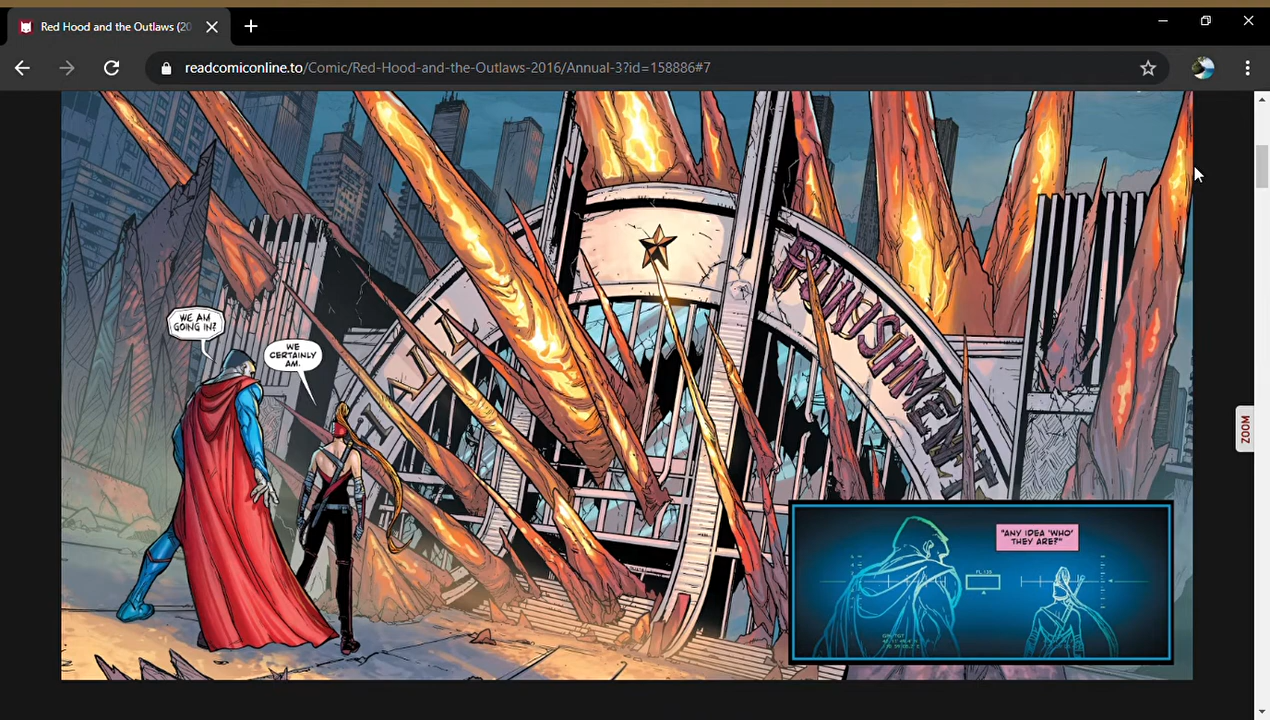 Red Hood and the Outlaws (20
readcomiconline.to/Comic/Red-Hood-and-the-Outlaws-2016/Annual-3?id=158886#7
PUNISHMENT
WE AM
GOING IN?
WE
CERTAINLY
AM.
ZOOM
"ANY IDEA 'WHO'
THEY ARE?"